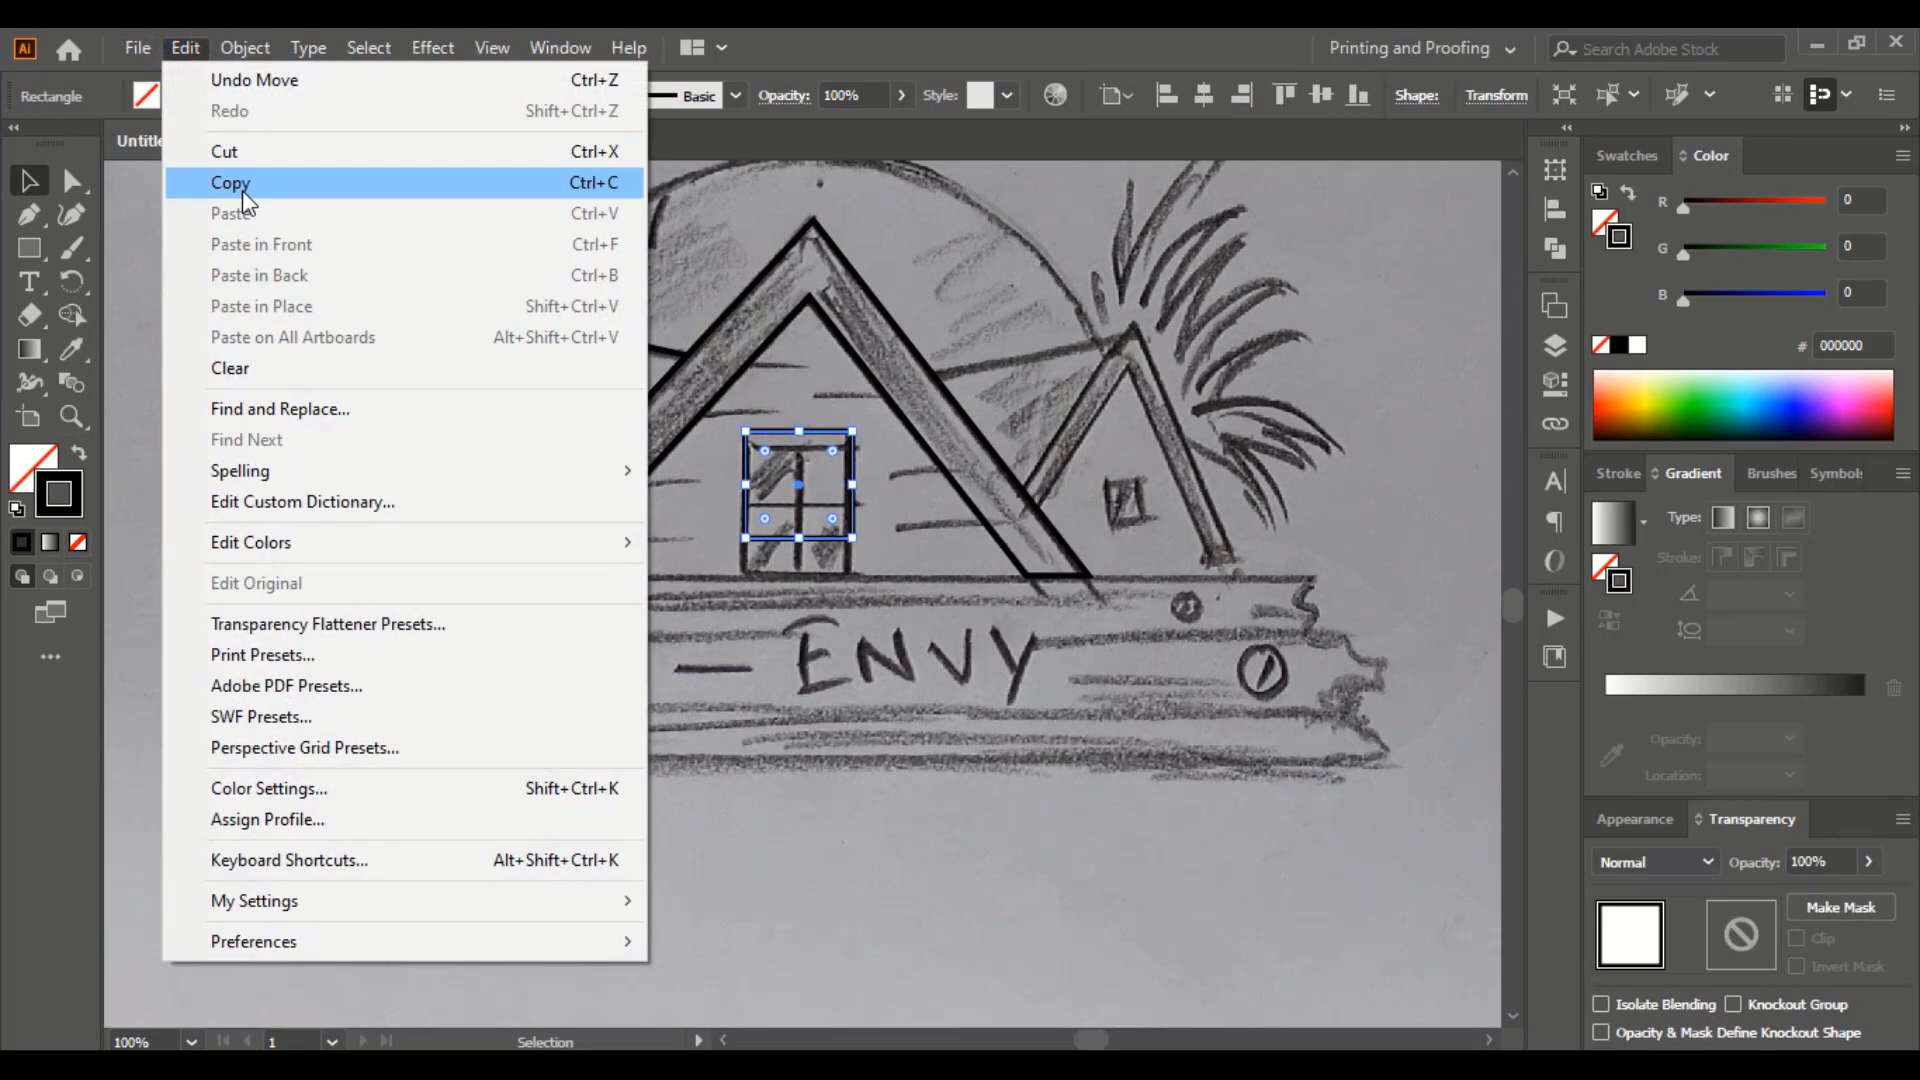 Ai File Edit Object Type Select Effect View Window Help Printing and Proofing Search Adobe Stock
Rectangle Basic Opacity: 100% Style: Shape: Transform
Untitle
Undo Move Ctrl+Z
Redo Shift+Ctrl+Z
Cut Ctrl+X
Copy Ctrl+C
Paste Ctrl+V
Paste in Front Ctrl+F
Paste in Back Ctrl+B
Paste in Place Shift+Ctrl+V
Paste on All Artboards Alt+Shift+Ctrl+V
Clear
Find and Replace...
Find Next
Spelling
Edit Custom Dictionary...
Edit Colors
Edit Original
Transparency Flattener Presets...
Print Presets...
Adobe PDF Presets...
SWF Presets...
Perspective Grid Presets...
Color Settings... Shift+Ctrl+K
Assign Profile...
Keyboard Shortcuts... Alt+Shift+Ctrl+K
My Settings
Preferences
— ENVY
Swatches Color
R 0
G 0
B 0
# 000000
Stroke Gradient Brushes Symbol:
Type:
Stroke:
Opacity:
Location:
Appearance Transparency
Normal Opacity: 100%
Make Mask
Clip
Invert Mask
Isolate Blending Knockout Group
Opacity & Mask Define Knockout Shape
100% 1 Selection